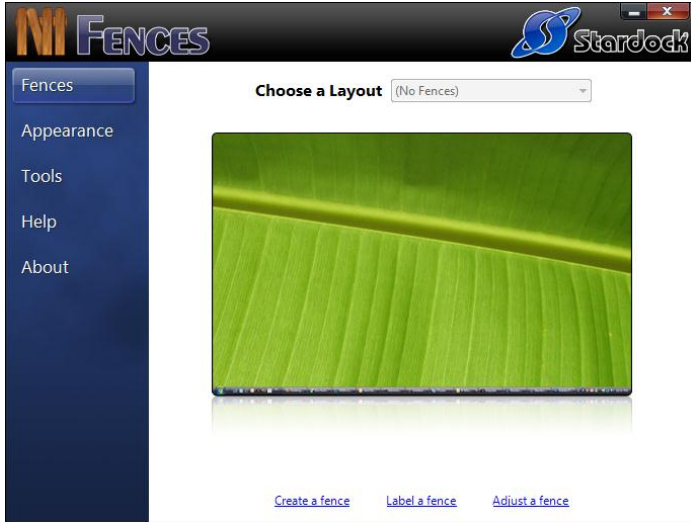 FENCES
Stardock
Fences
Appearance
Tools
Help
About
Choose a Layout (No Fences)
Create a fence Label a fence Adjust a fence